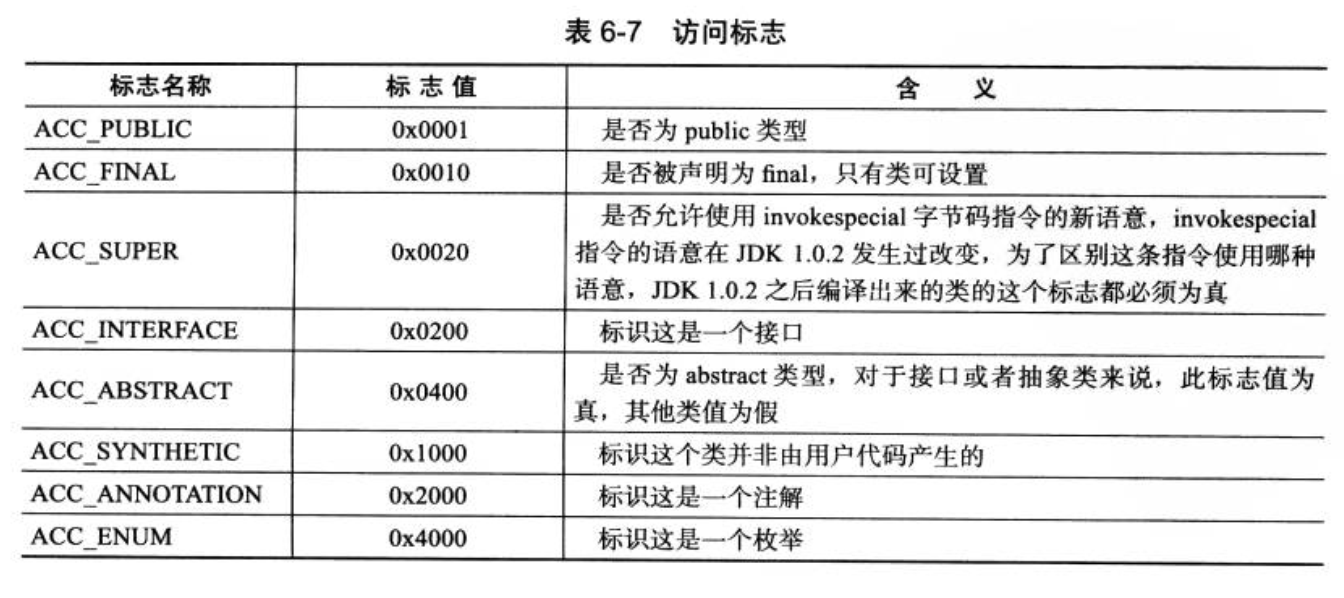 表 6-7 访问标志
标志名称 标 志 值 含 义
ACC_PUBLIC 0x0001 是否为 public 类型
ACC_FINAL 0x0010 是否被声明为 final，只有类可设置
ACC_SUPER 0x0020 是否允许使用 invokespecial 字节码指令的新语意，invokespecial
指令的语意在 JDK 1.0.2 发生过改变，为了区别这条指令使用哪种
语意，JDK 1.0.2 之后编译出来的类的这个标志都必须为真
ACC_INTERFACE 0x0200 标识这是一个接口
ACC_ABSTRACT 0x0400 是否为 abstract 类型，对于接口或者抽象类来说，此标志值为
真，其他类值为假
ACC_SYNTHETIC 0x1000 标识这个类并非由用户代码产生的
ACC_ANNOTATION 0x2000 标识这是一个注解
ACC_ENUM 0x4000 标识这是一个枚举